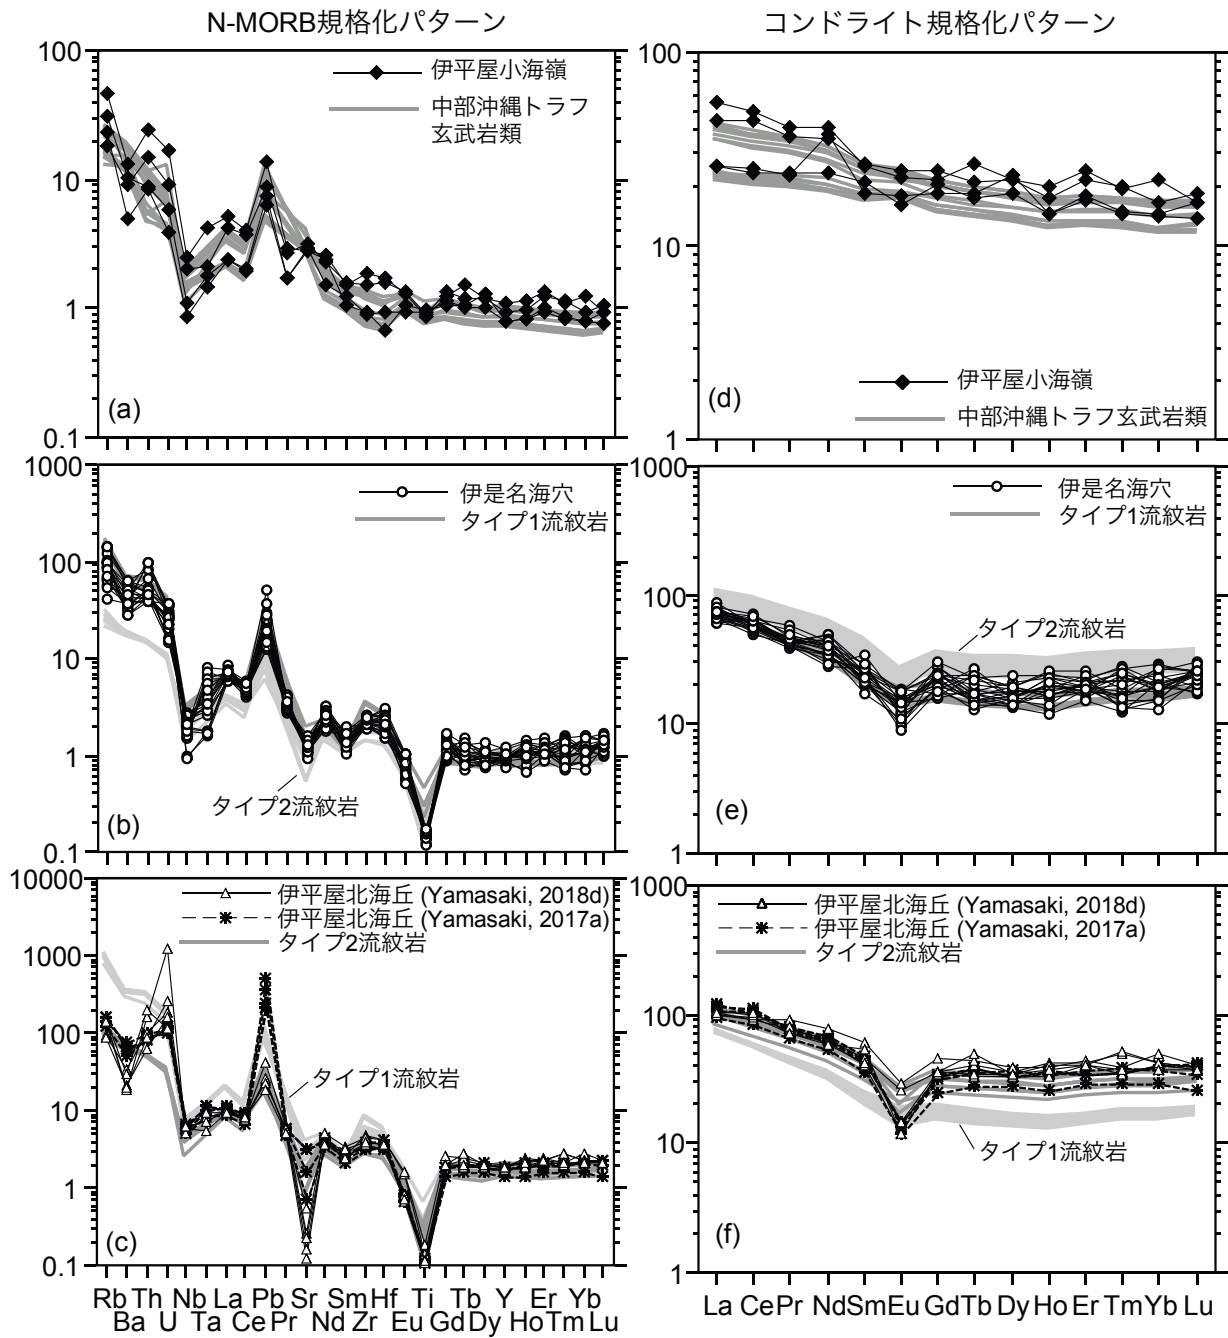 N-MORB規格化パターン
コンドライト規格化パターン
100
10
1
0.1
伊平屋小海嶺
中部沖縄トラフ
玄武岩類
(a)
100
10
1
伊平屋小海嶺
中部沖縄トラフ玄武岩類
(d)
1000
100
10
1
0.1
伊是名海穴
タイプ1流紋岩
タイプ2流紋岩
(b)
1000
100
10
1
伊是名海穴
タイプ1流紋岩
タイプ2流紋岩
(e)
10000
1000
100
10
1
0.1
伊平屋北海丘 (Yamasaki, 2018d)
伊平屋北海丘 (Yamasaki, 2017a)
タイプ2流紋岩
タイプ1流紋岩
(c)
1000
100
10
1
伊平屋北海丘 (Yamasaki, 2018d)
伊平屋北海丘 (Yamasaki, 2017a)
タイプ2流紋岩
タイプ1流紋岩
(f)
Rb Th Nb La Pb Sr Sm Hf Ti Tb Y Er Yb
Ba U Ta Ce Pr Nd Zr Eu Gd Dy Ho Tm Lu
La Ce Pr Nd Sm Eu Gd Tb Dy Ho Er Tm Yb Lu